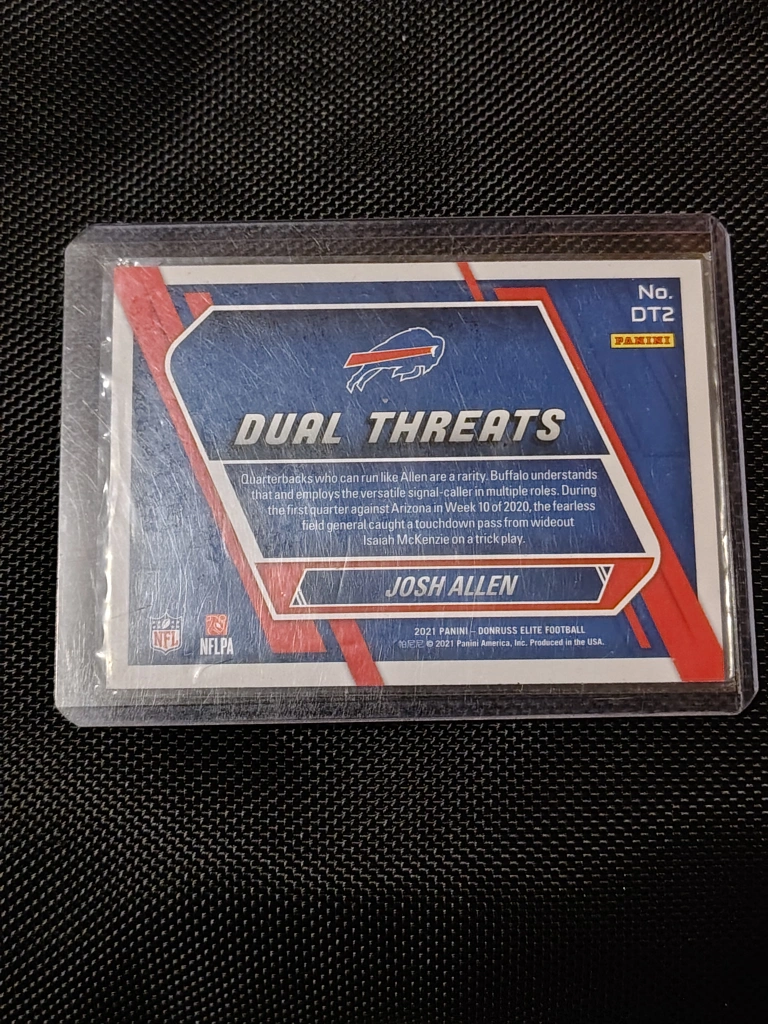 No.
DT2
PANINI
DUAL THREATS
Quarterbacks who can run like Allen are a rarity. Buffalo understands
that and employs the versatile signal-caller in multiple roles. During
the first quarter against Arizona in Week 10 of 2020, the fearless
field general caught a touchdown pass from wideout
Isaiah McKenzie on a trick play.
JOSH ALLEN
NFL
NFLPA
2021 PANINI – DONRUSS ELITE FOOTBALL
帕尼尼 © 2021 Panini America, Inc. Produced in the USA.